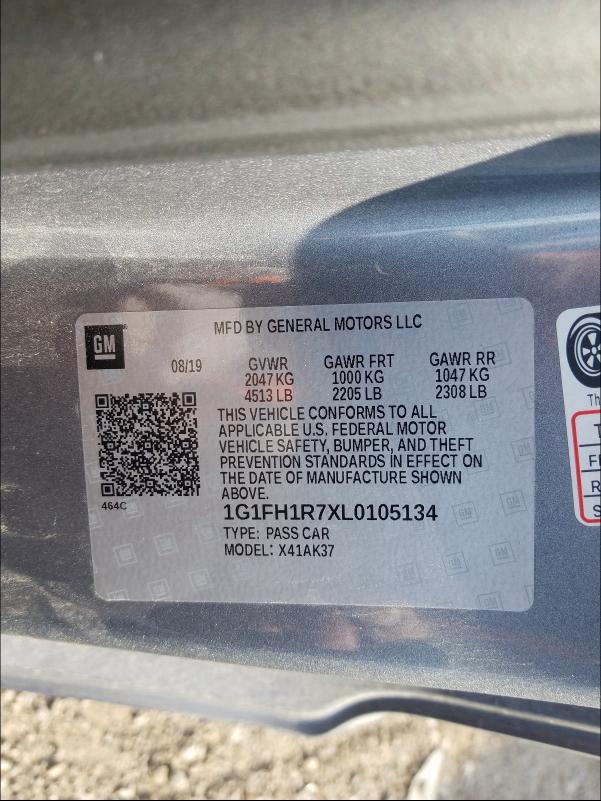 MFD BY GENERAL MOTORS LLC
GM
08/19
GVWR GAWR FRT GAWR RR
2047 KG 1000 KG 1047 KG
4513 LB 2205 LB 2308 LB
THIS VEHICLE CONFORMS TO ALL
APPLICABLE U.S. FEDERAL MOTOR
VEHICLE SAFETY, BUMPER, AND THEFT
PREVENTION STANDARDS IN EFFECT ON
THE DATE OF MANUFACTURE SHOWN
ABOVE.
464C
1G1FH1R7XL0105134
TYPE: PASS CAR
MODEL: X41AK37
Th
T
F
R
S